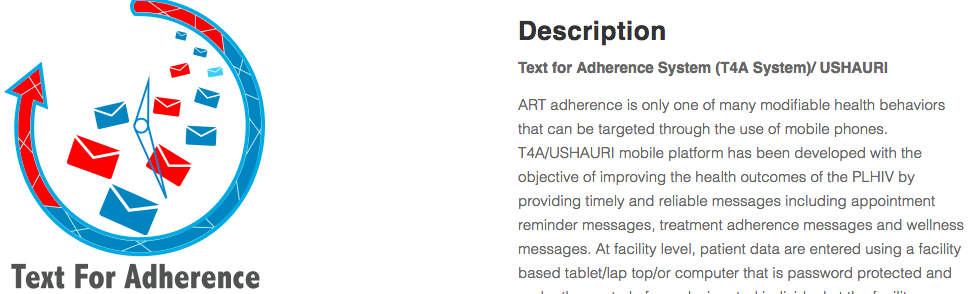 Text For Adherence
Description
Text for Adherence System (T4A System)/ USHAURI
ART adherence is only one of many modifiable health behaviors
that can be targeted through the use of mobile phones.
T4A/USHAURI mobile platform has been developed with the
objective of improving the health outcomes of the PLHIV by
providing timely and reliable messages including appointment
reminder messages, treatment adherence messages and wellness
messages. At facility level, patient data are entered using a facility
based tablet/lap top/or computer that is password protected and